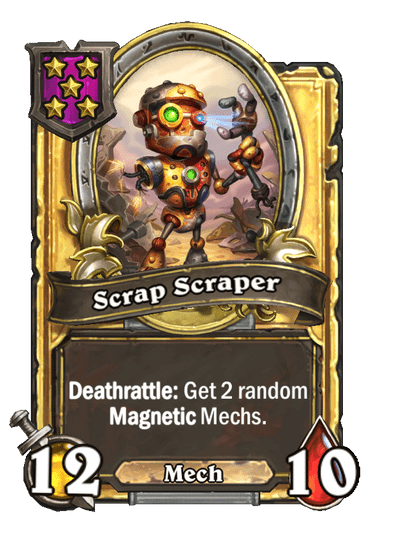 Scrap Scraper
Deathrattle: Get 2 random
Magnetic Mechs.
12
Mech
10